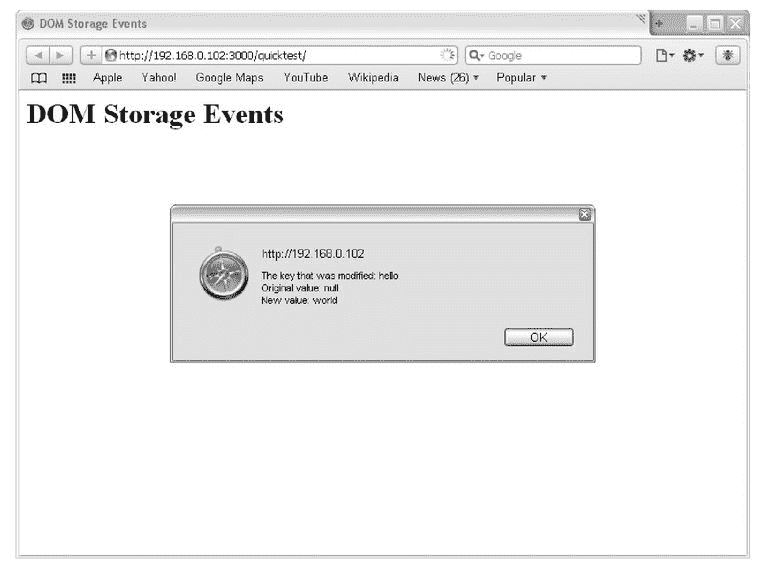 DOM Storage Events
http://192.168.0.102:3000/quicktest/
Google
Apple Yahoo! Google Maps YouTube Wikipedia News (26) Popular
DOM Storage Events
http://192.168.0.102
The key that was modified: hello
Original value: null
New value: world
OK